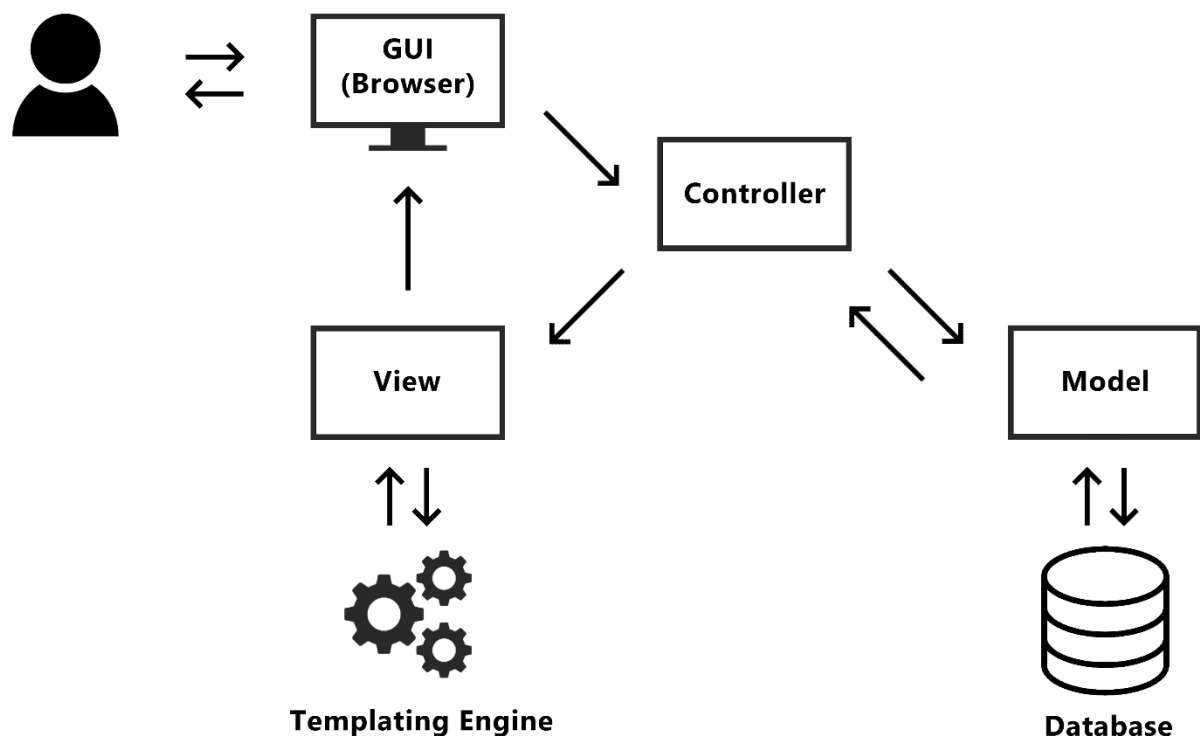 GUI
(Browser)
Controller
View
Model
Templating Engine
Database